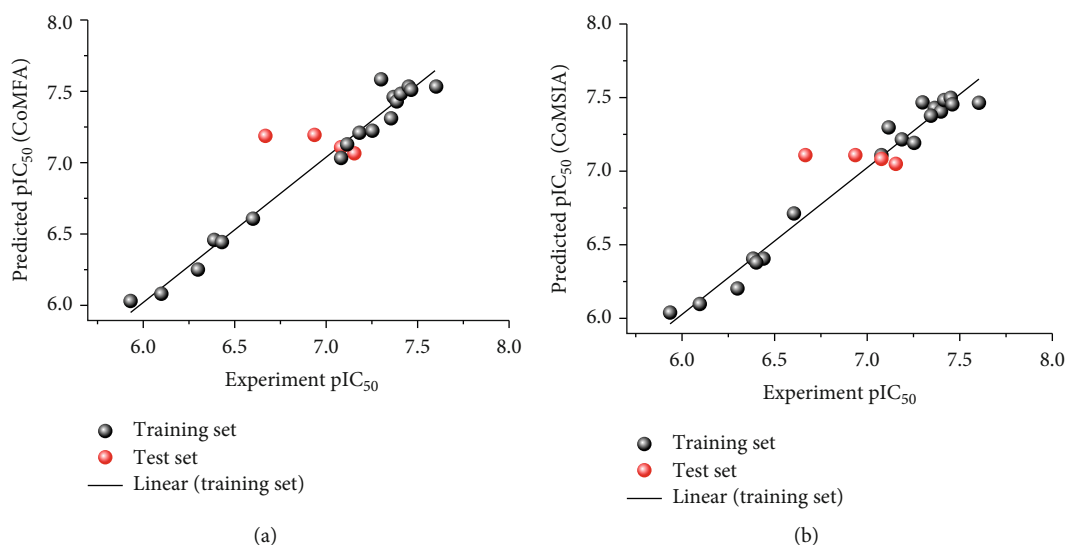 8.0
7.5
7.0
6.5
6.0
Predicted pIC₅₀ (CoMFA)
6.0 6.5 7.0 7.5 8.0
Experiment pIC₅₀
Training set
Test set
Linear (training set)
(a)
8.0
7.5
7.0
6.5
6.0
Predicted pIC₅₀ (CoMSIA)
6.0 6.5 7.0 7.5 8.0
Experiment pIC₅₀
Training set
Test set
Linear (training set)
(b)